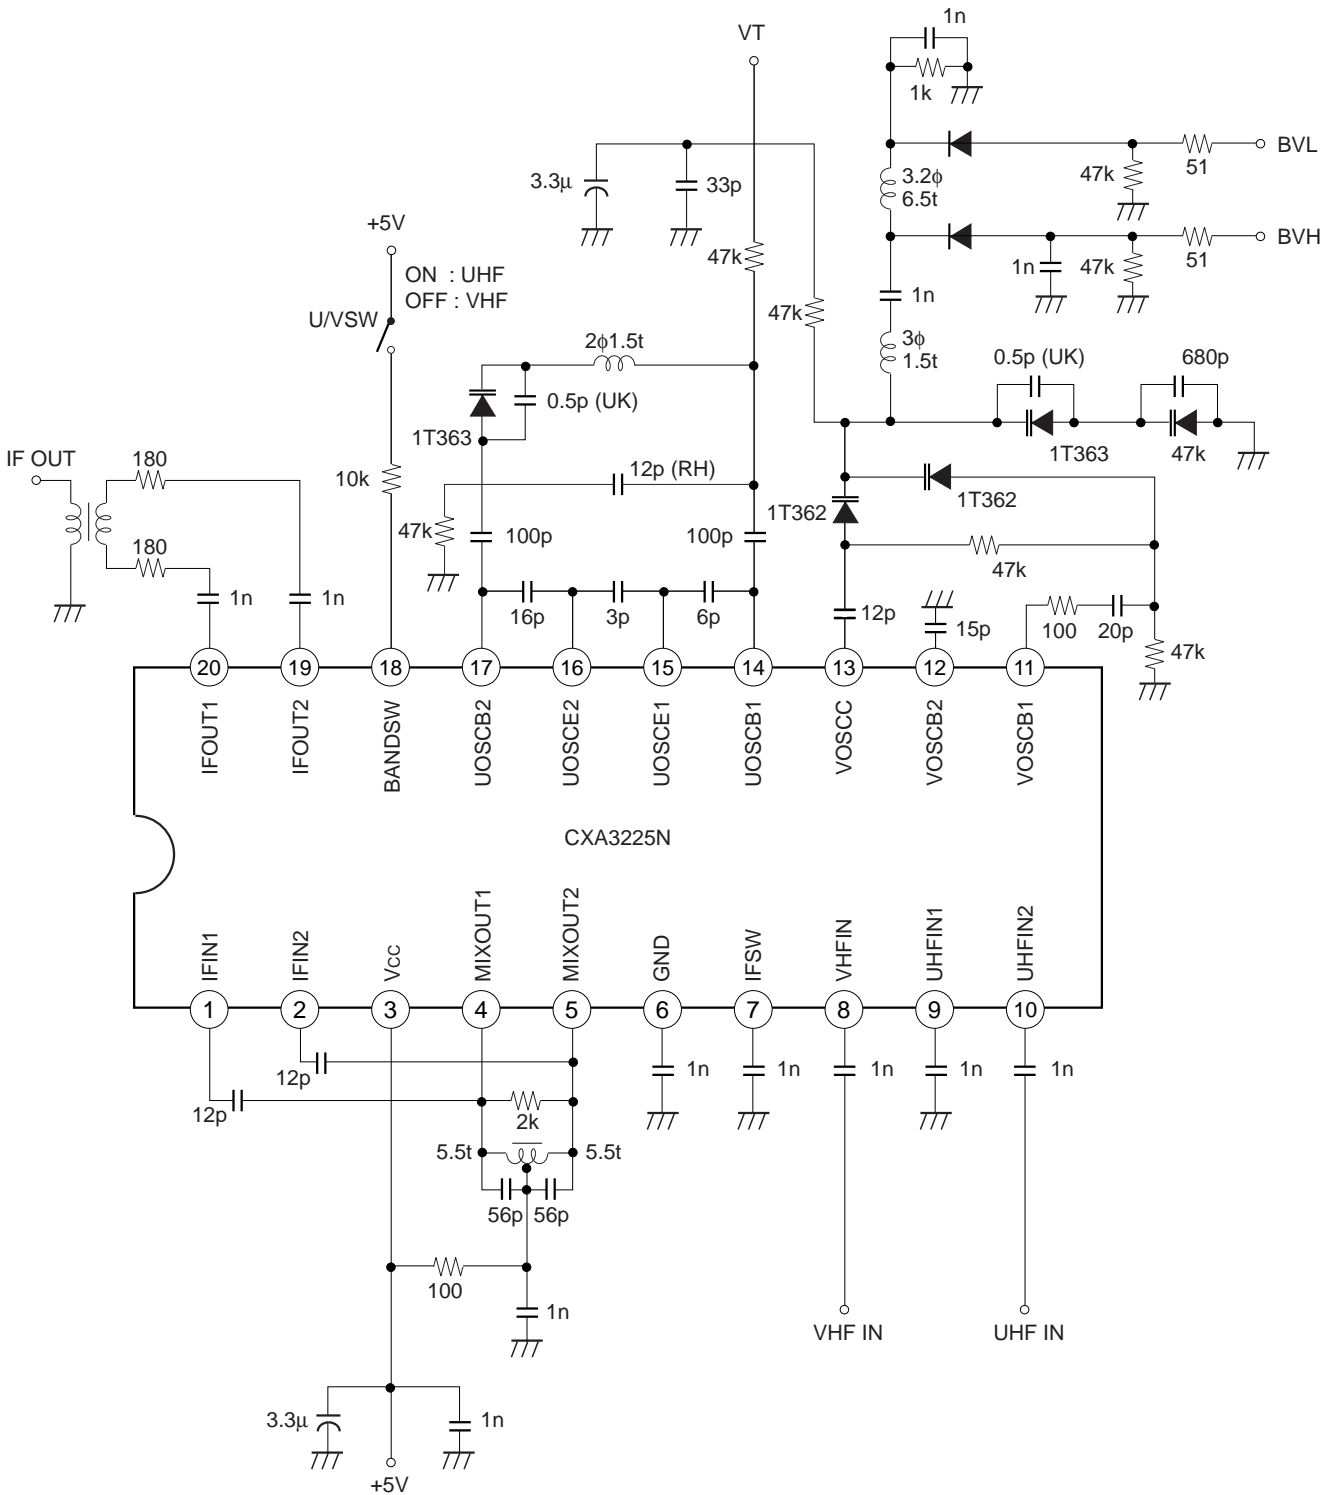 1n
VT
1k
BVL
51
47k
3.3μ
33p
3.2ϕ
6.5t
+5V
BVH
51
47k
1n
47k
ON : UHF
OFF : VHF
1n
U/VSW
47k
2ϕ1.5t
3ϕ
1.5t
0.5p (UK)
680p
0.5p (UK)
1T363
1T363
47k
IF OUT
180
10k
12p (RH)
1T362
1T362
47k
100p
100p
180
47k
1n
1n
16p
3p
6p
12p
15p
100
20p
47k
20
19
18
17
16
15
14
13
12
11
IFOUT1
IFOUT2
BANDSW
UOSCB2
UOSCE2
UOSCE1
UOSCB1
VOSCC
VOSCB2
VOSCB1
CXA3225N
IFIN1
IFIN2
Vcc
MIXOUT1
MIXOUT2
GND
IFSW
VHFIN
UHFIN1
UHFIN2
1
2
3
4
5
6
7
8
9
10
12p
1n
1n
1n
1n
1n
12p
2k
5.5t
5.5t
56p
56p
100
1n
VHF IN
UHF IN
3.3μ
1n
+5V